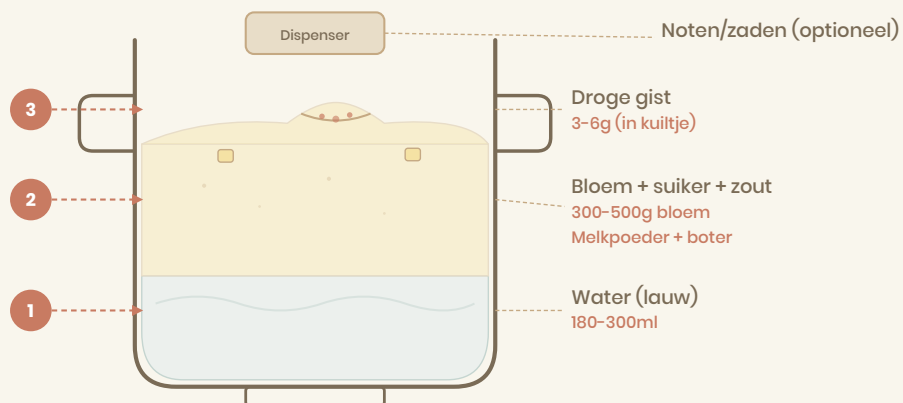 Dispenser
Noten/zaden (optioneel)
3
Droge gist
3-6g (in kuiltje)
2
Bloem + suiker + zout
300-500g bloem
Melkpoeder + boter
1
Water (lauw)
180-300ml